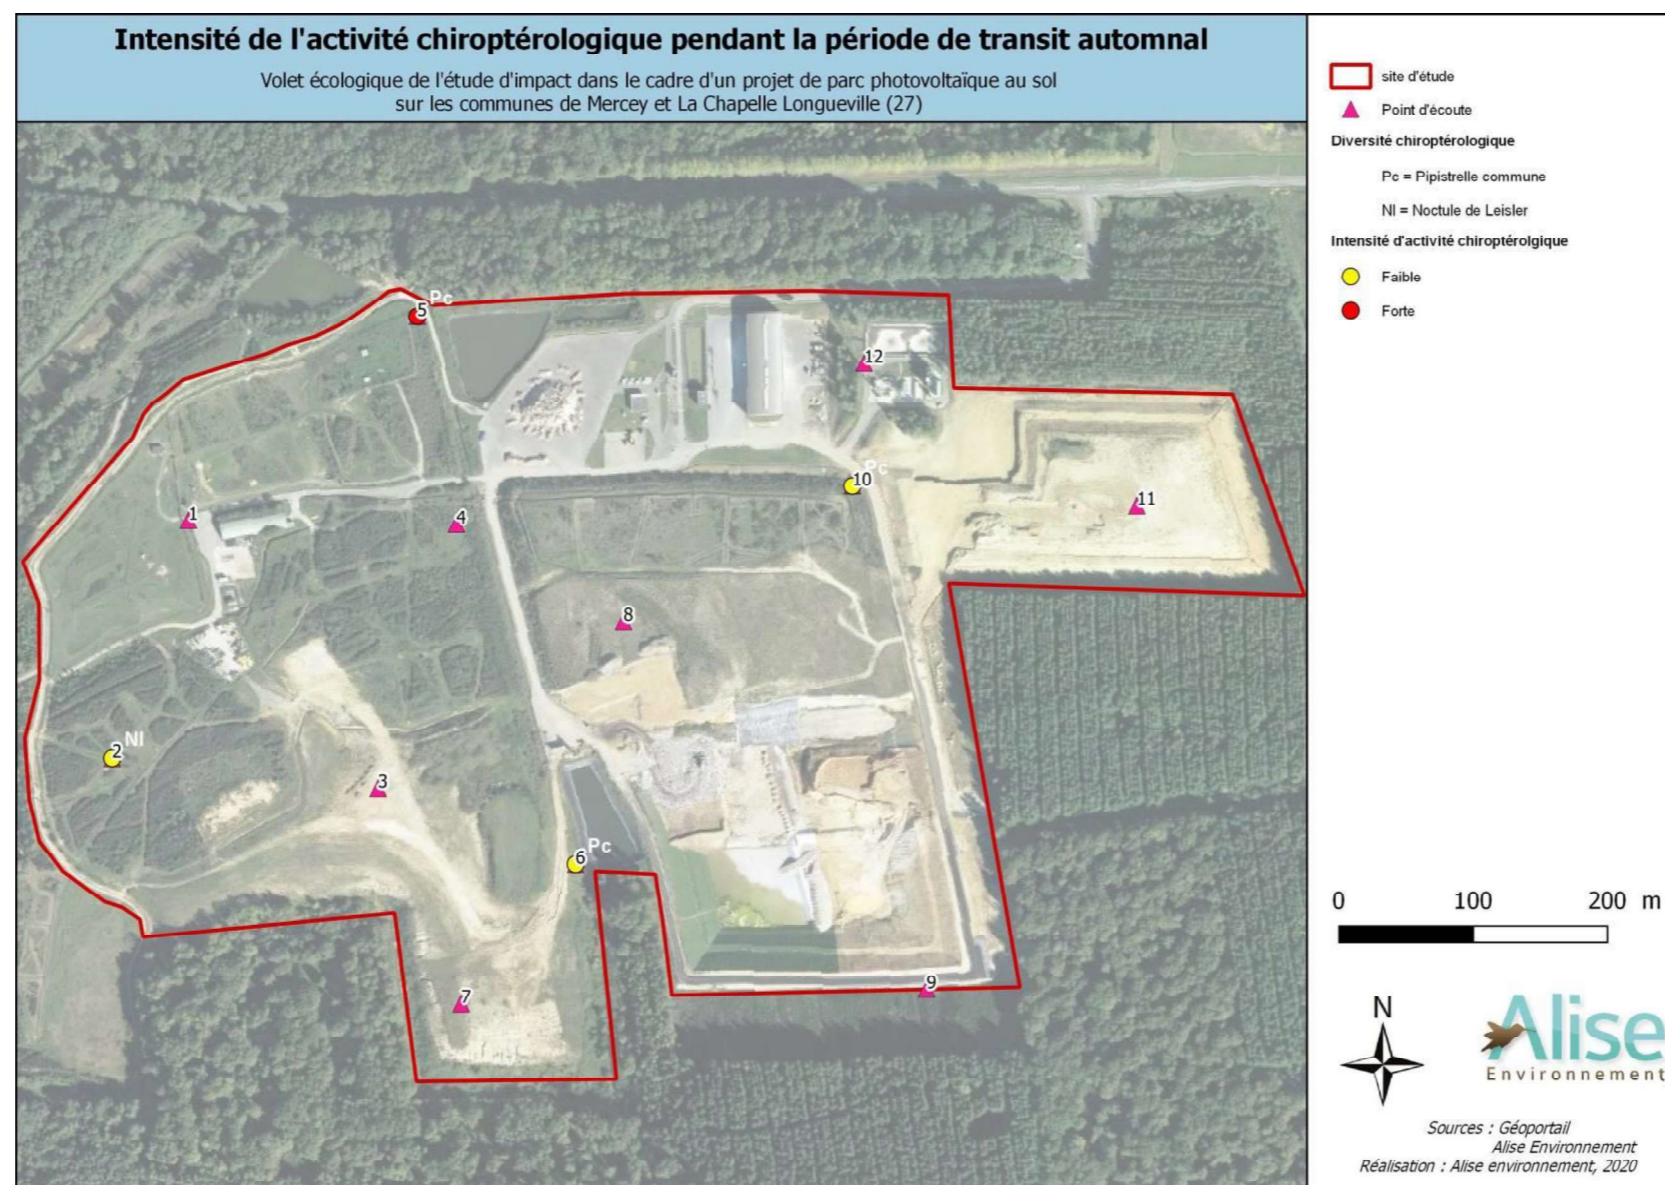 Intensité de l'activité chiroptérologique pendant la période de transit automnal
Volet écologique de l'étude d'impact dans le cadre d'un projet de parc photovoltaïque au sol
sur les communes de Mercey et La Chapelle Longueville (27)
site d'étude
Point d'écoute
Diversité chiroptérologique
Pc = Pipistrelle commune
Nl = Noctule de Leisler
Intensité d'activité chiroptérolgique
Faible
Forte
5 Pc
12
10 Pc
11
1
4
8
2 Nl
3
6 Pc
7
9
0 100 200 m
N
Alise
Environnement
Sources : Géoportail
Alise Environnement
Réalisation : Alise environnement, 2020